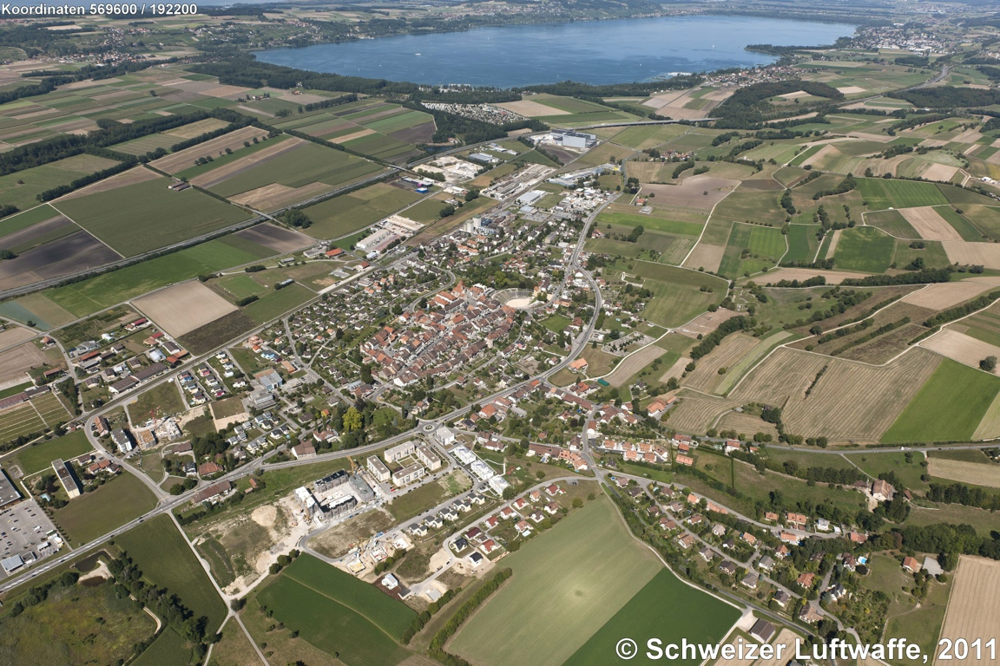 Koordinaten 569600 / 192200
© Schweizer Luftwaffe, 2011